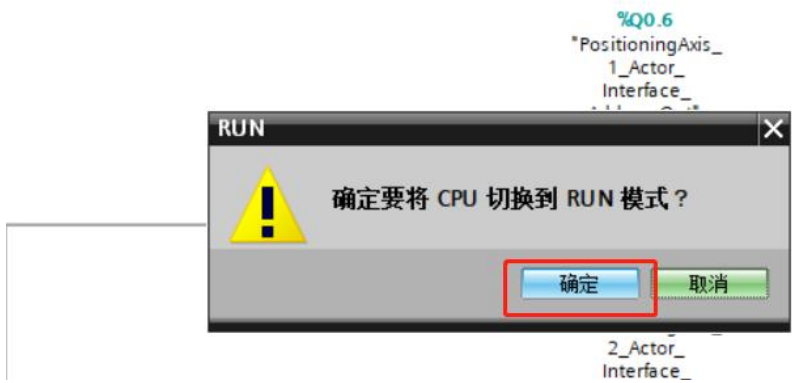 %Q0.6
"PositioningAxis_
1_Actor_
Interface_
RUN
确定要将 CPU 切换到 RUN 模式？
确定
取消
2_Actor_
Interface_